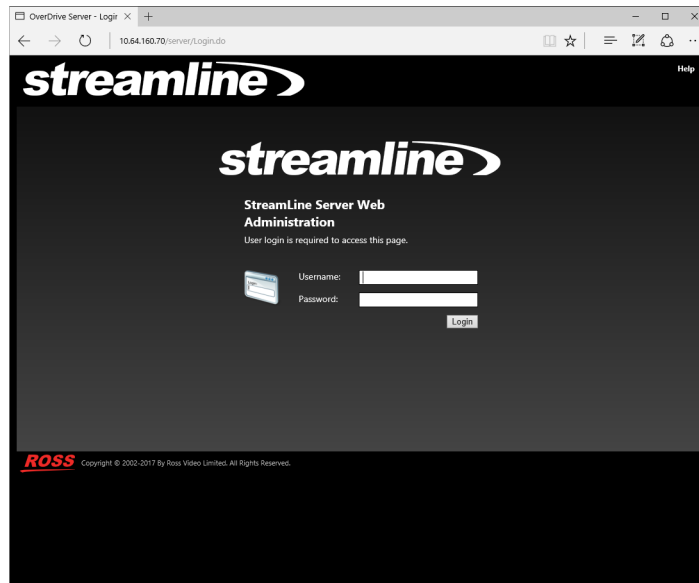 OverDrive Server - Login
10.64.160.70/server/Login.do
streamline
Help
streamline
StreamLine Server Web
Administration
User login is required to access this page.
Username:
Password:
Login
ROSS Copyright © 2002-2017 By Ross Video Limited. All Rights Reserved.